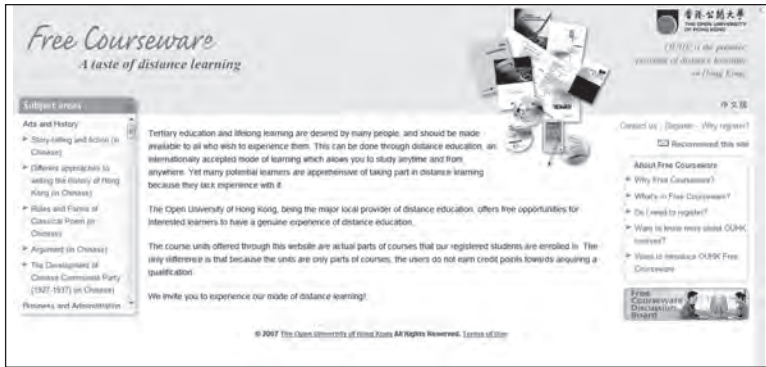 Free Courseware
A taste of distance learning
香港公開大學
THE OPEN UNIVERSITY
OF HONG KONG
OUHK is the premier
provider of distance learning
in Hong Kong
中文版
Contact us Register Why register?
Recommend this site
Subject areas
Arts and History
Story-telling and fiction (in
Chinese)
Different approaches to
writing the History of Hong
Kong (in Chinese)
Rules and Forms of
Classical Poem (in
Chinese)
Argument (in Chinese)
The Development of
Chinese Communist Party
(1927-1937) (in Chinese)
Business and Administration
Tertiary education and lifelong learning are desired by many people, and should be made
available to all who wish to experience them. This can be done through distance education, an
internationally accepted mode of learning which allows you to study anytime and from
anywhere. Yet many potential learners are apprehensive of taking part in distance learning
because they lack experience with it.
The Open University of Hong Kong, being the major local provider of distance education, offers free opportunities for
interested learners to have a genuine experience of distance education.
The course units offered through this website are actual parts of courses that our registered students are enrolled in. The
only difference is that because the units are only parts of courses, the users do not earn credit points towards acquiring a
qualification.
We invite you to experience our mode of distance learning!
About Free Courseware
Why Free Courseware?
What's in Free Courseware?
Do I need to register?
Want to know more about OUHK
courses?
Want to introduce OUHK Free
Courseware
Free
Courseware
Discussion
Board
© 2007 The Open University of Hong Kong All Rights Reserved. Terms of Use